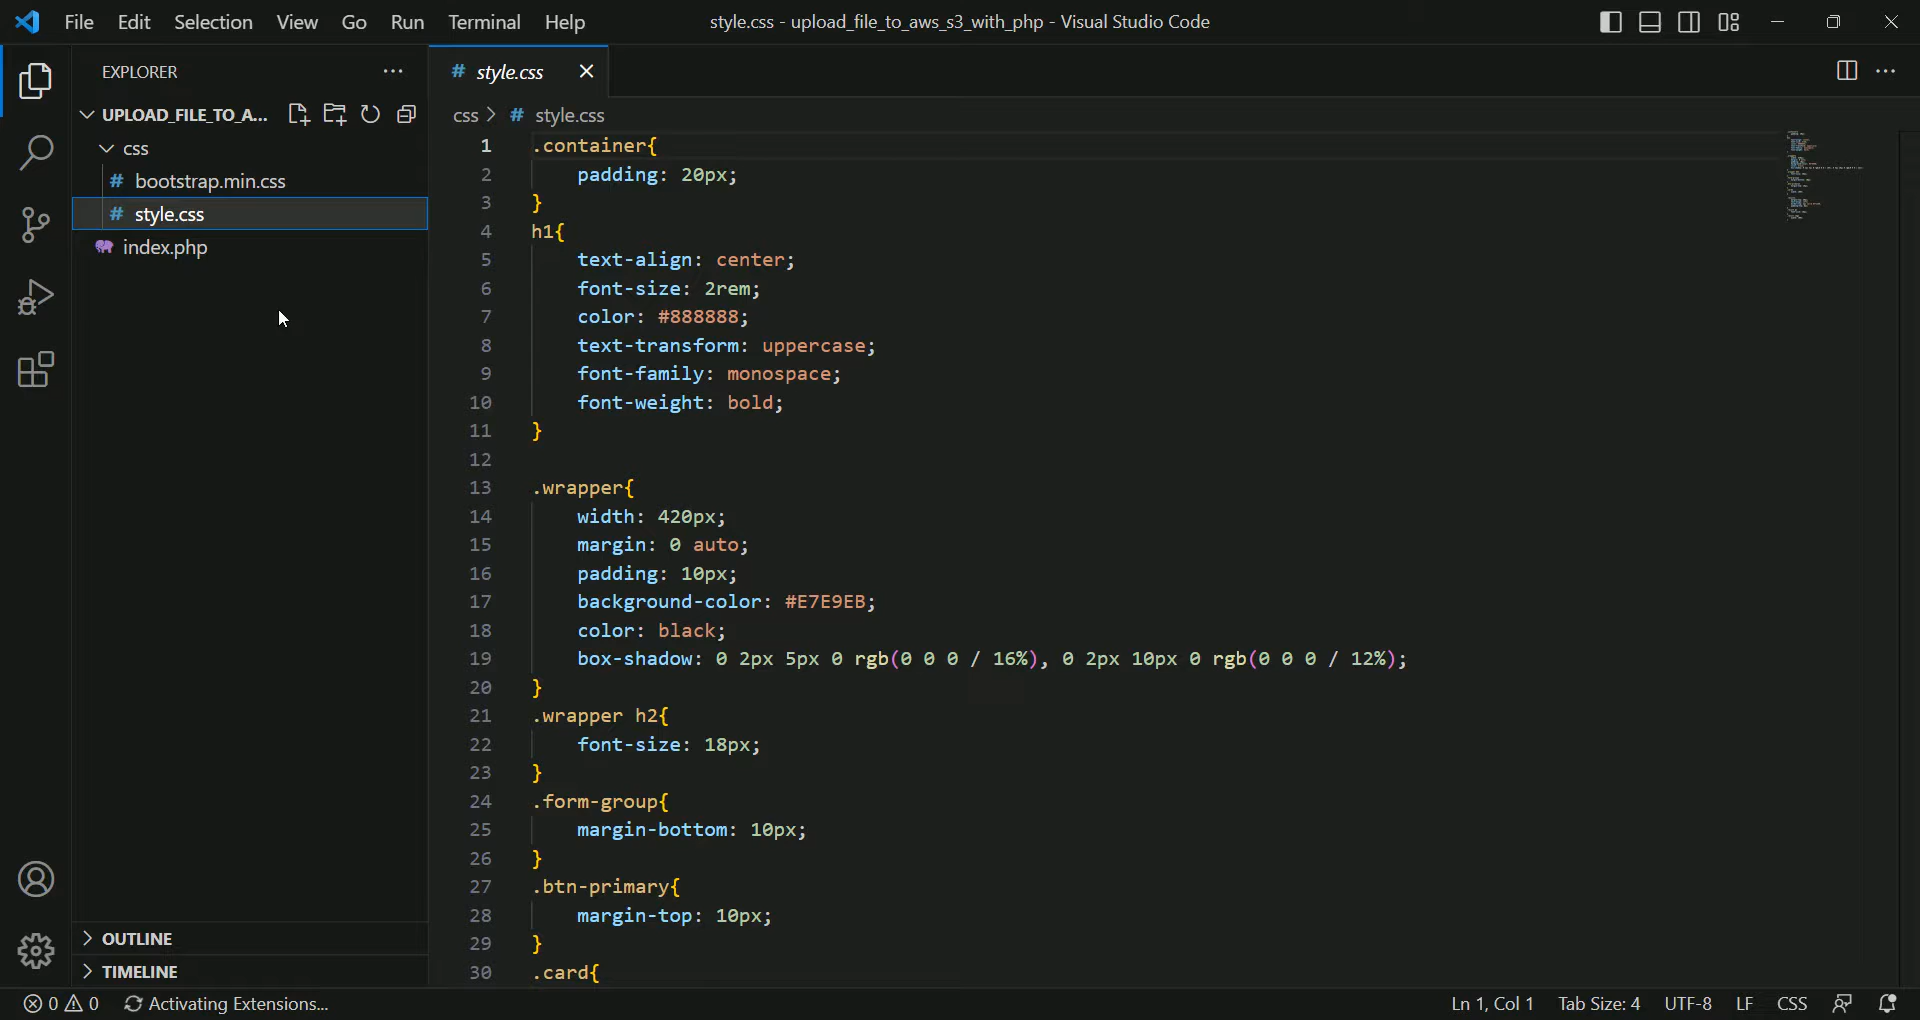 File Edit Selection View Go Run Terminal Help style.css - upload_file_to_aws_s3_with_php - Visual Studio Code
EXPLORER
UPLOAD_FILE_TO_A...
css
# bootstrap.min.css
# style.css
index.php
OUTLINE
TIMELINE
# style.css
css > # style.css
1 .container{
2 padding: 20px;
3 }
4 h1{
5 text-align: center;
6 font-size: 2rem;
7 color: #888888;
8 text-transform: uppercase;
9 font-family: monospace;
10 font-weight: bold;
11 }
12
13 .wrapper{
14 width: 420px;
15 margin: 0 auto;
16 padding: 10px;
17 background-color: #E7E9EB;
18 color: black;
19 box-shadow: 0 2px 5px 0 rgb(0 0 0 / 16%), 0 2px 10px 0 rgb(0 0 0 / 12%);
20 }
21 .wrapper h2{
22 font-size: 18px;
23 }
24 .form-group{
25 margin-bottom: 10px;
26 }
27 .btn-primary{
28 margin-top: 10px;
29 }
30 .card{
0 0 Activating Extensions... Ln 1, Col 1 Tab Size: 4 UTF-8 LF CSS